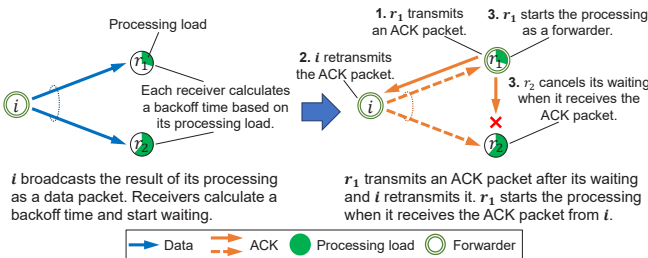 Processing load
r₁
i
r₂
Each receiver calculates
a backoff time based on
its processing load.
i broadcasts the result of its processing
as a data packet. Receivers calculate a
backoff time and start waiting.
1. r₁ transmits
an ACK packet.
3. r₁ starts the processing
as a forwarder.
2. i retransmits
the ACK packet.
r₁
i
3. r₂ cancels its waiting
when it receives the
ACK packet.
r₂
r₁ transmits an ACK packet after its waiting
and i retransmits it. r₁ starts the processing
when it receives the ACK packet from i.
Data
ACK
Processing load
Forwarder